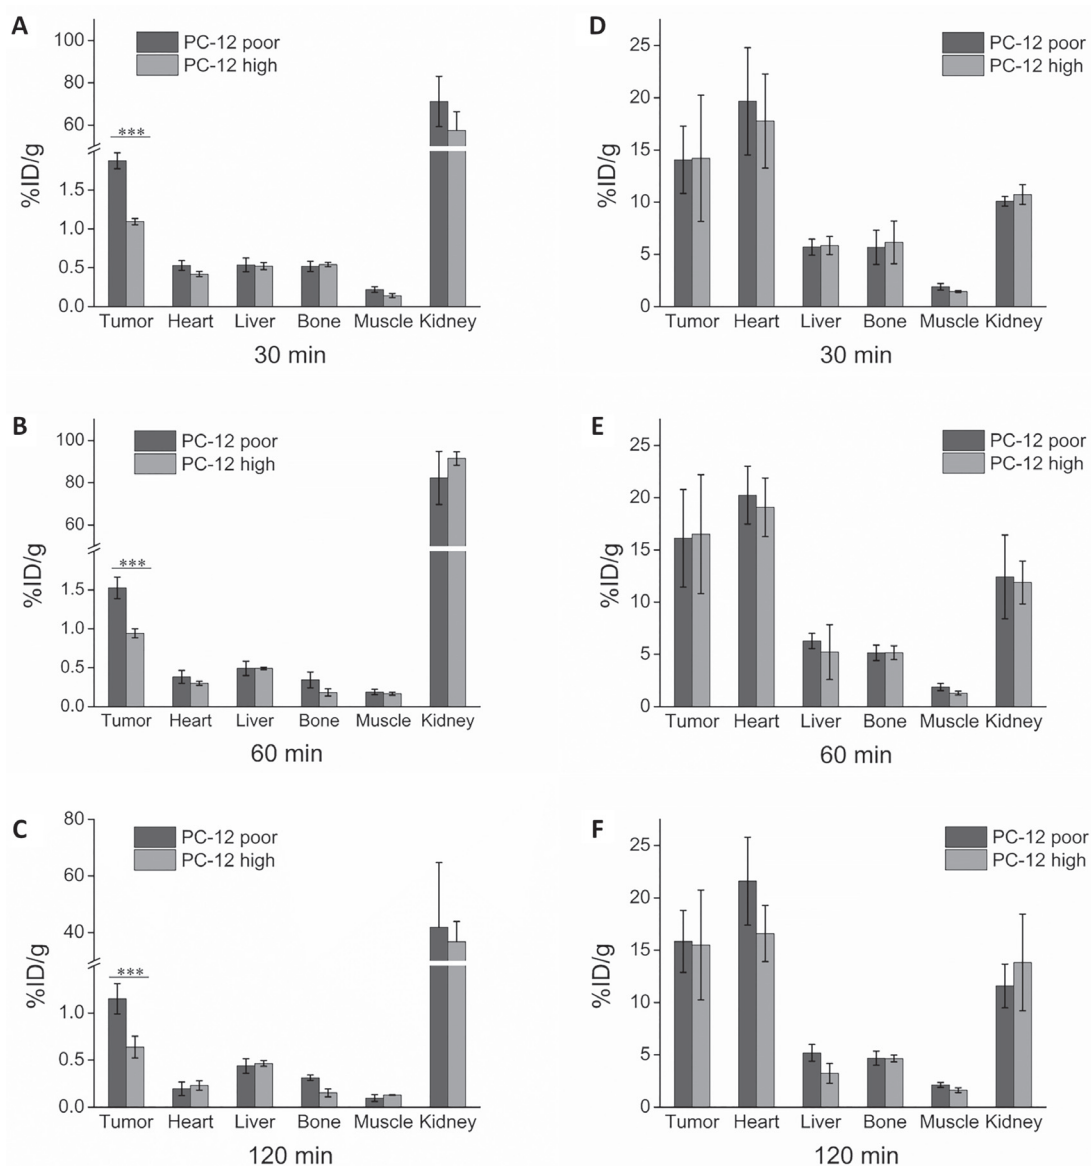 A
PC-12 poor
PC-12 high
%ID/g
100
80
60
1.5
1.0
0.5
0.0
***
Tumor Heart Liver Bone Muscle Kidney
30 min
D
PC-12 poor
PC-12 high
%ID/g
25
20
15
10
5
0
Tumor Heart Liver Bone Muscle Kidney
30 min
B
PC-12 poor
PC-12 high
%ID/g
100
80
60
1.5
1.0
0.5
0.0
***
Tumor Heart Liver Bone Muscle Kidney
60 min
E
PC-12 poor
PC-12 high
%ID/g
25
20
15
10
5
0
Tumor Heart Liver Bone Muscle Kidney
60 min
C
PC-12 poor
PC-12 high
%ID/g
80
60
40
1.0
0.5
0.0
***
Tumor Heart Liver Bone Muscle Kidney
120 min
F
PC-12 poor
PC-12 high
%ID/g
25
20
15
10
5
0
Tumor Heart Liver Bone Muscle Kidney
120 min